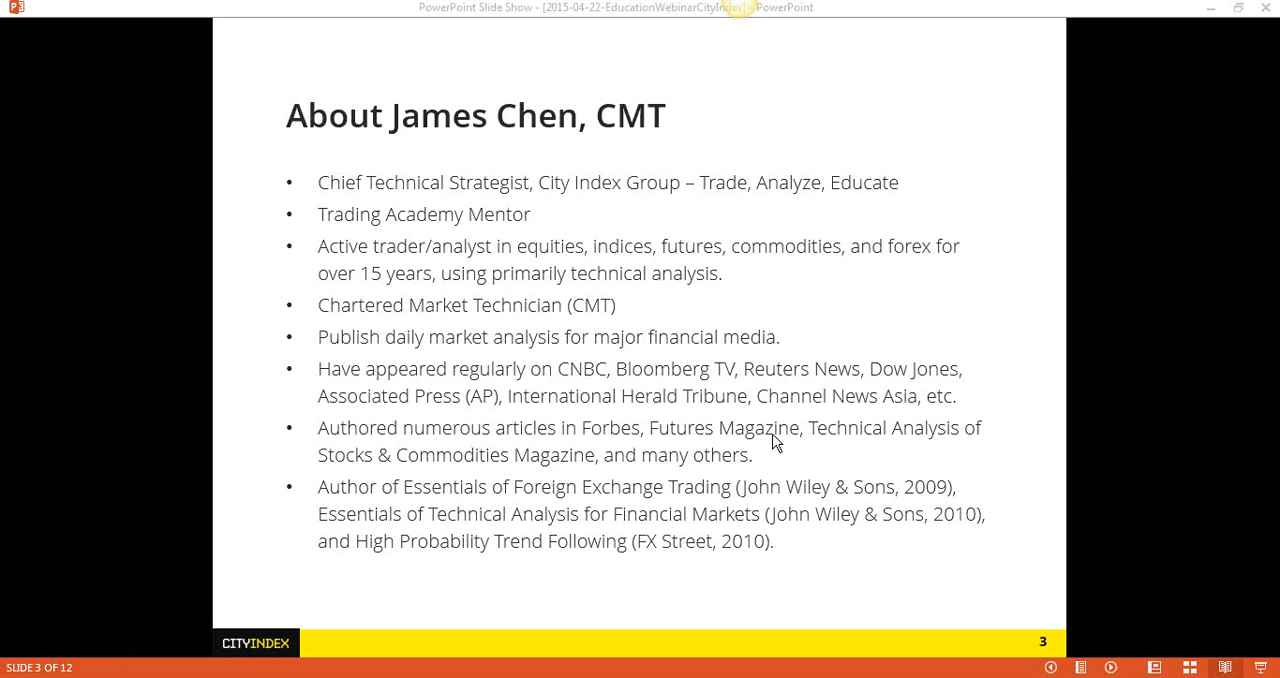 PowerPoint Slide Show - [2015-04-22-EducationWebinarCityIndex] - PowerPoint
About James Chen, CMT
• Chief Technical Strategist, City Index Group – Trade, Analyze, Educate
• Trading Academy Mentor
• Active trader/analyst in equities, indices, futures, commodities, and forex for
over 15 years, using primarily technical analysis.
• Chartered Market Technician (CMT)
• Publish daily market analysis for major financial media.
• Have appeared regularly on CNBC, Bloomberg TV, Reuters News, Dow Jones,
Associated Press (AP), International Herald Tribune, Channel News Asia, etc.
• Authored numerous articles in Forbes, Futures Magazine, Technical Analysis of
Stocks & Commodities Magazine, and many others.
• Author of Essentials of Foreign Exchange Trading (John Wiley & Sons, 2009),
Essentials of Technical Analysis for Financial Markets (John Wiley & Sons, 2010),
and High Probability Trend Following (FX Street, 2010).
CITYINDEX
3
SLIDE 3 OF 12